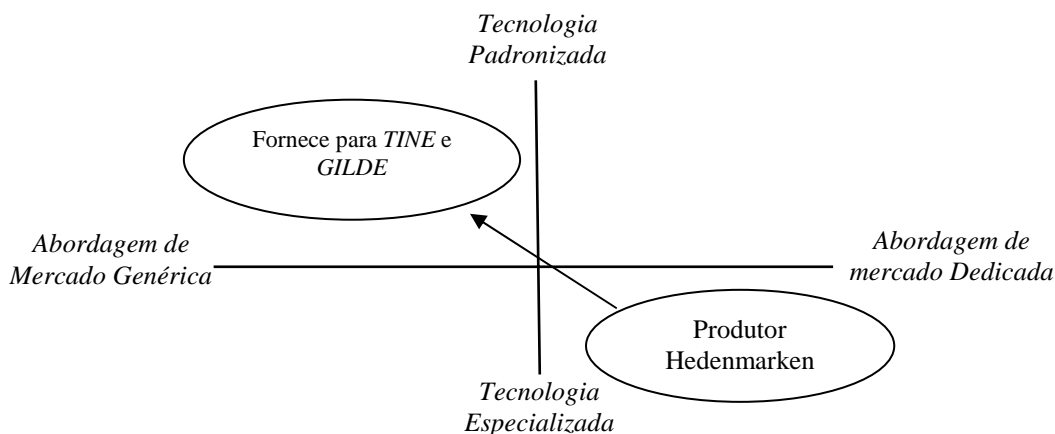 Tecnologia
Padronizada
Fornece para TINE e
GILDE
Abordagem de
Mercado Genérica
Abordagem de
mercado Dedicada
Produtor
Hedenmarken
Tecnologia
Especializada